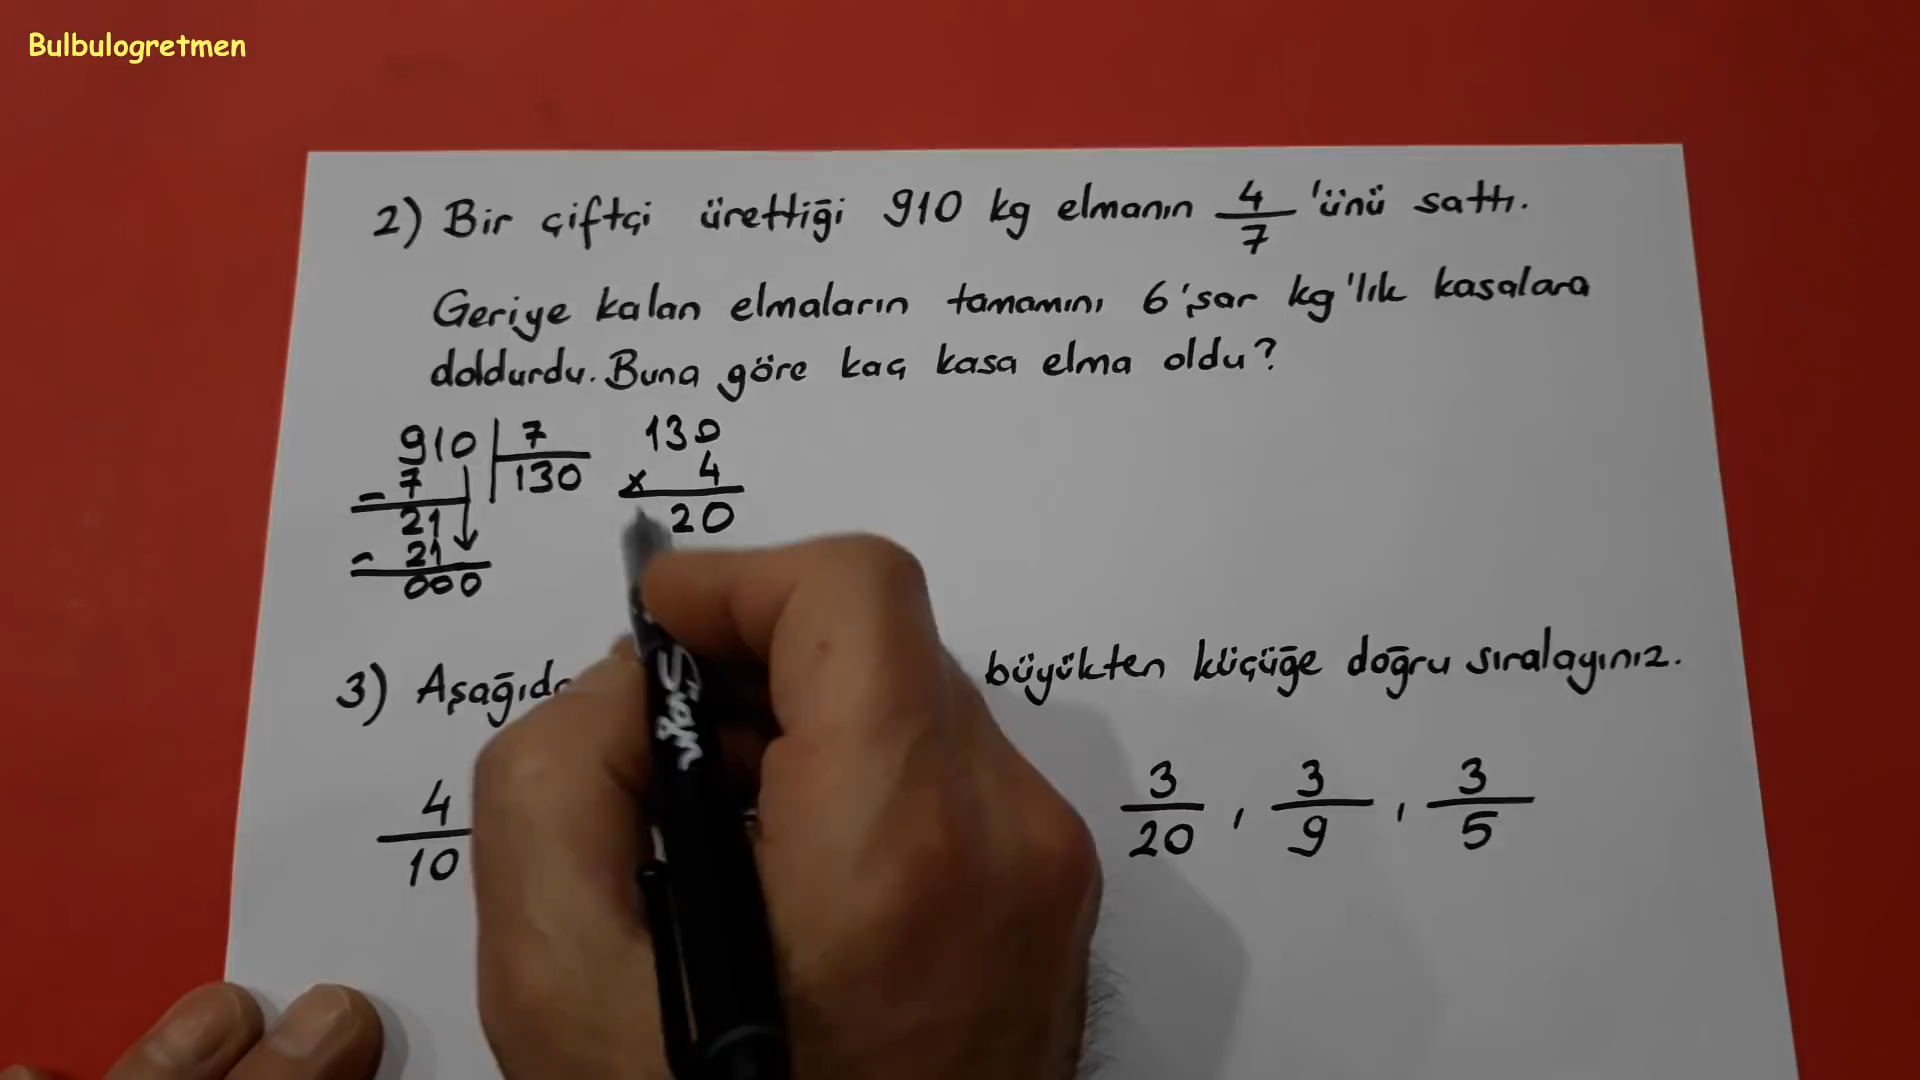 Bulbulogretmen
2) Bir çiftçi ürettiği 910 kg elmanın 4/7 'ünü sattı.
Geriye kalan elmaların tamamını 6'şar kg'lık kasalara
doldurdu. Buna göre kaç kasa elma oldu?
910 | 7
130
- 7
21
- 21
000
130
x 4
20
3) Aşağıda büyükten küçüğe doğru sıralayınız.
4/10 3/20 , 3/9 , 3/5